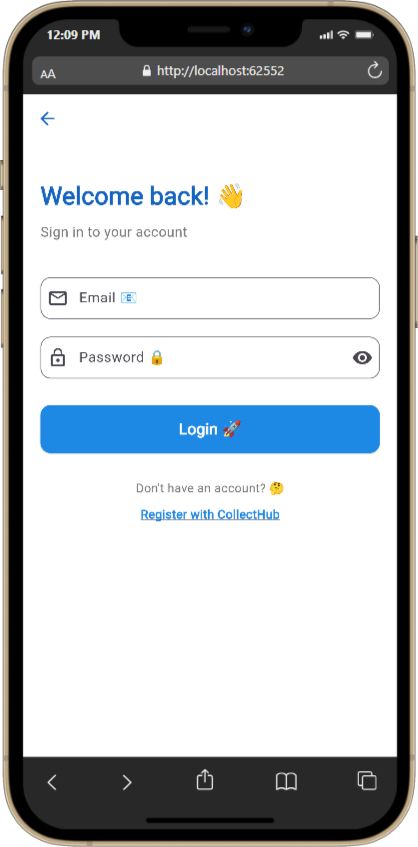 12:09 PM
AA
http://localhost:62552
Welcome back! 👋
Sign in to your account
Email 📧
Password 🔒
Login 🚀
Don't have an account? 🤔
Register with CollectHub